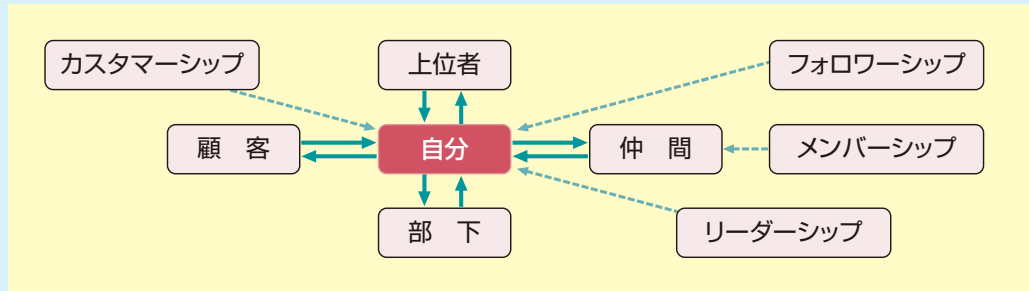 カスタマーシップ
上位者
フォロワーシップ
顧　客
自分
仲　間
メンバーシップ
部　下
リーダーシップ